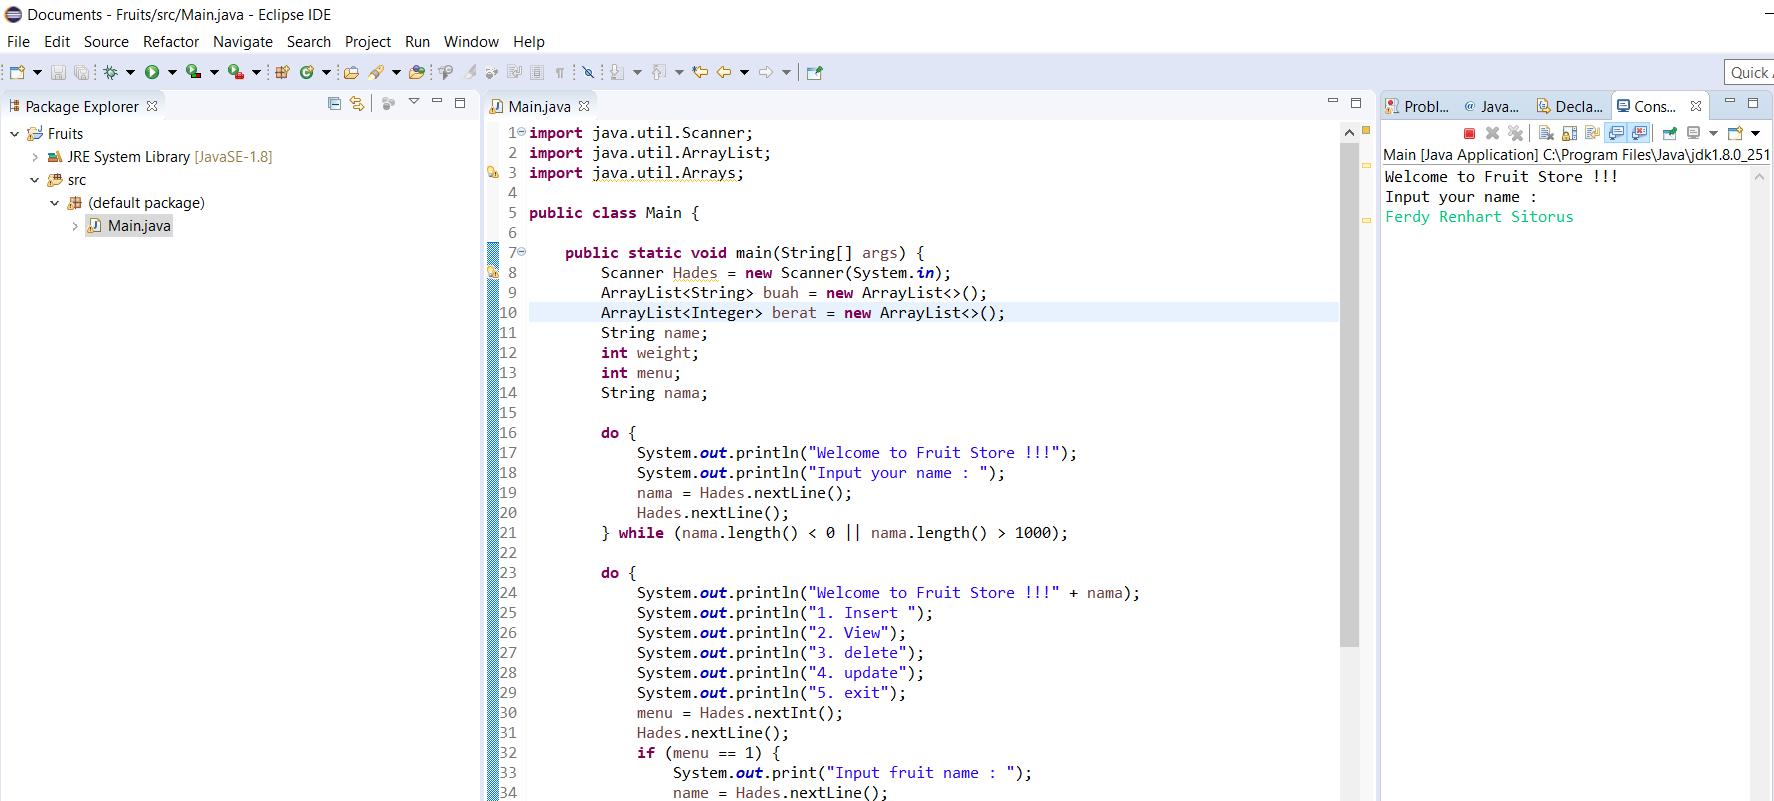 Documents - Fruits/src/Main.java - Eclipse IDE
File Edit Source Refactor Navigate Search Project Run Window Help
Quick
Package Explorer
Fruits
JRE System Library [JavaSE-1.8]
src
(default package)
Main.java
Main.java
1 import java.util.Scanner;
2 import java.util.ArrayList;
3 import java.util.Arrays;
4
5 public class Main {
6
7 public static void main(String[] args) {
8 Scanner Hades = new Scanner(System.in);
9 ArrayList<String> buah = new ArrayList<>();
10 ArrayList<Integer> berat = new ArrayList<>();
11 String name;
12 int weight;
13 int menu;
14 String nama;
15
16 do {
17 System.out.println("Welcome to Fruit Store !!!");
18 System.out.println("Input your name : ");
19 nama = Hades.nextLine();
20 Hades.nextLine();
21 } while (nama.length() < 0 || nama.length() > 1000);
22
23 do {
24 System.out.println("Welcome to Fruit Store !!!" + nama);
25 System.out.println("1. Insert ");
26 System.out.println("2. View");
27 System.out.println("3. delete");
28 System.out.println("4. update");
29 System.out.println("5. exit");
30 menu = Hades.nextInt();
31 Hades.nextLine();
32 if (menu == 1) {
33 System.out.print("Input fruit name : ");
34 name = Hades.nextLine();
Probl... Java... Decla... Cons...
Main [Java Application] C:\Program Files\Java\jdk1.8.0_251
Welcome to Fruit Store !!!
Input your name :
Ferdy Renhart Sitorus